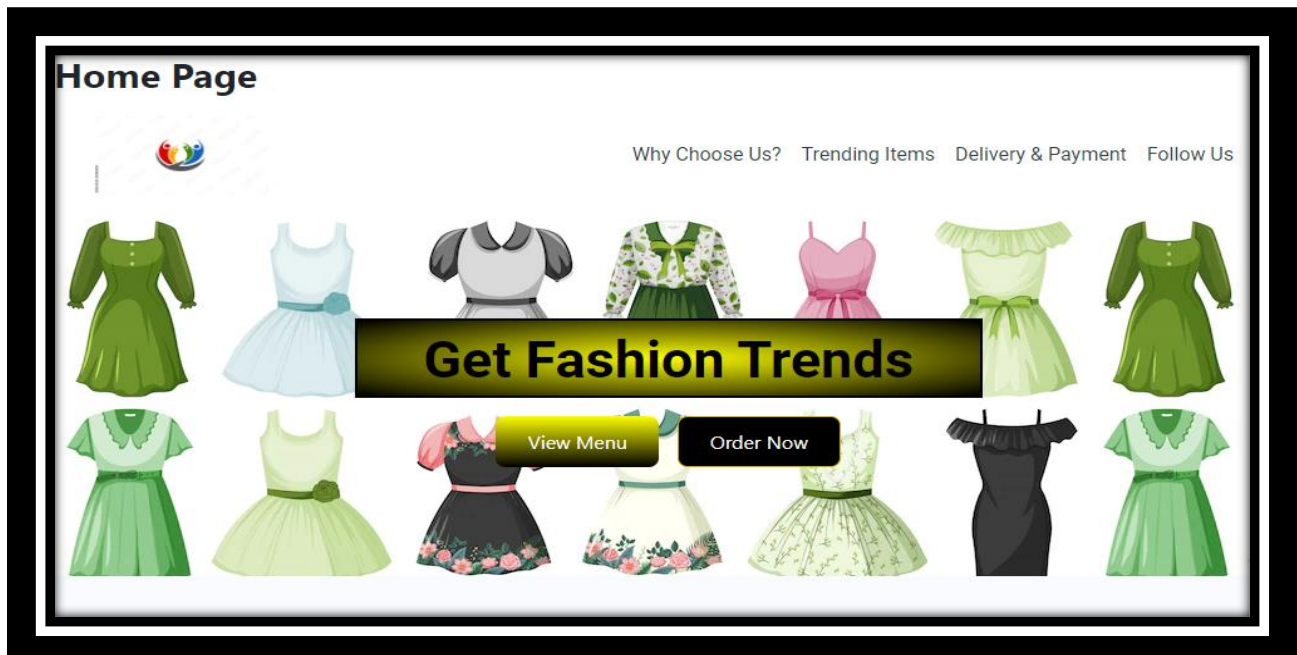 Home Page
Why Choose Us? Trending Items Delivery & Payment Follow Us
Get Fashion Trends
View Menu Order Now